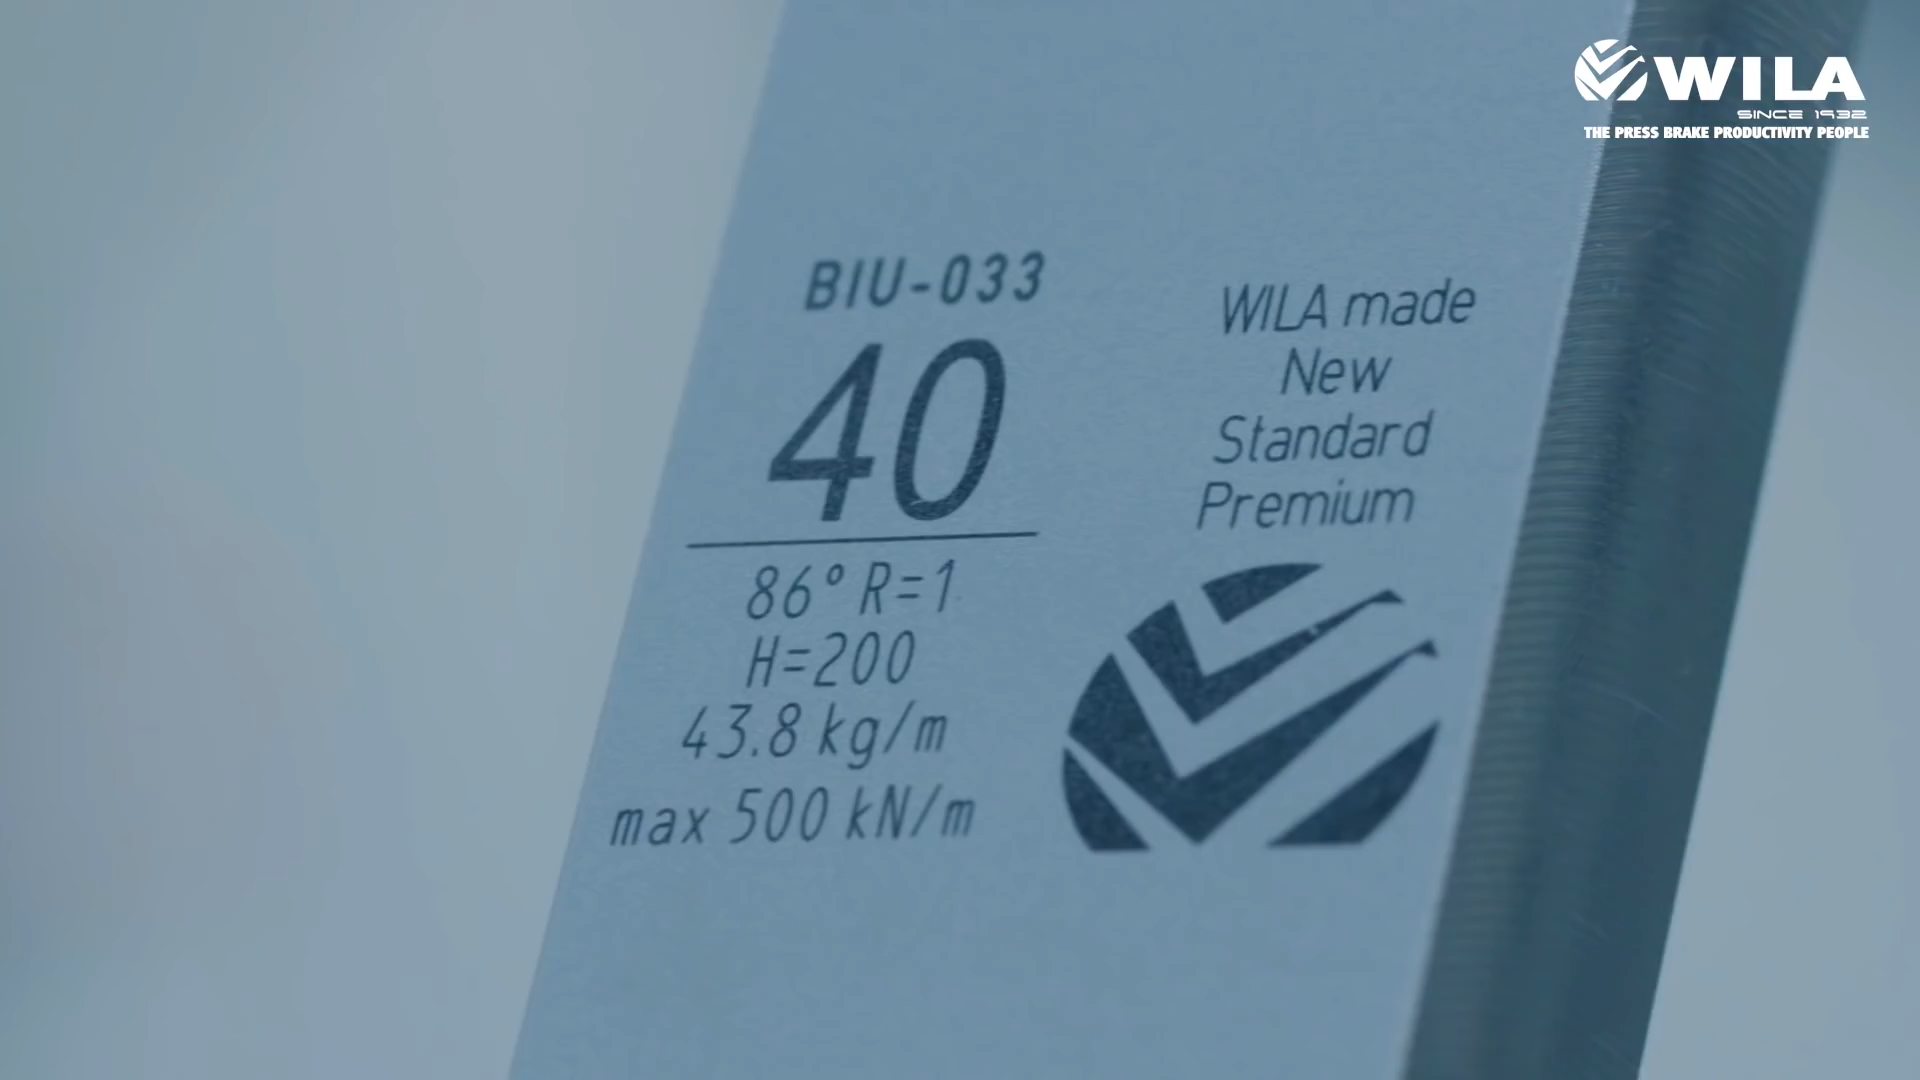 WILA
SINCE 1932
THE PRESS BRAKE PRODUCTIVITY PEOPLE
BIU-033
40
86° R=1
H=200
43.8 kg/m
max 500 kN/m
WILA made
New
Standard
Premium